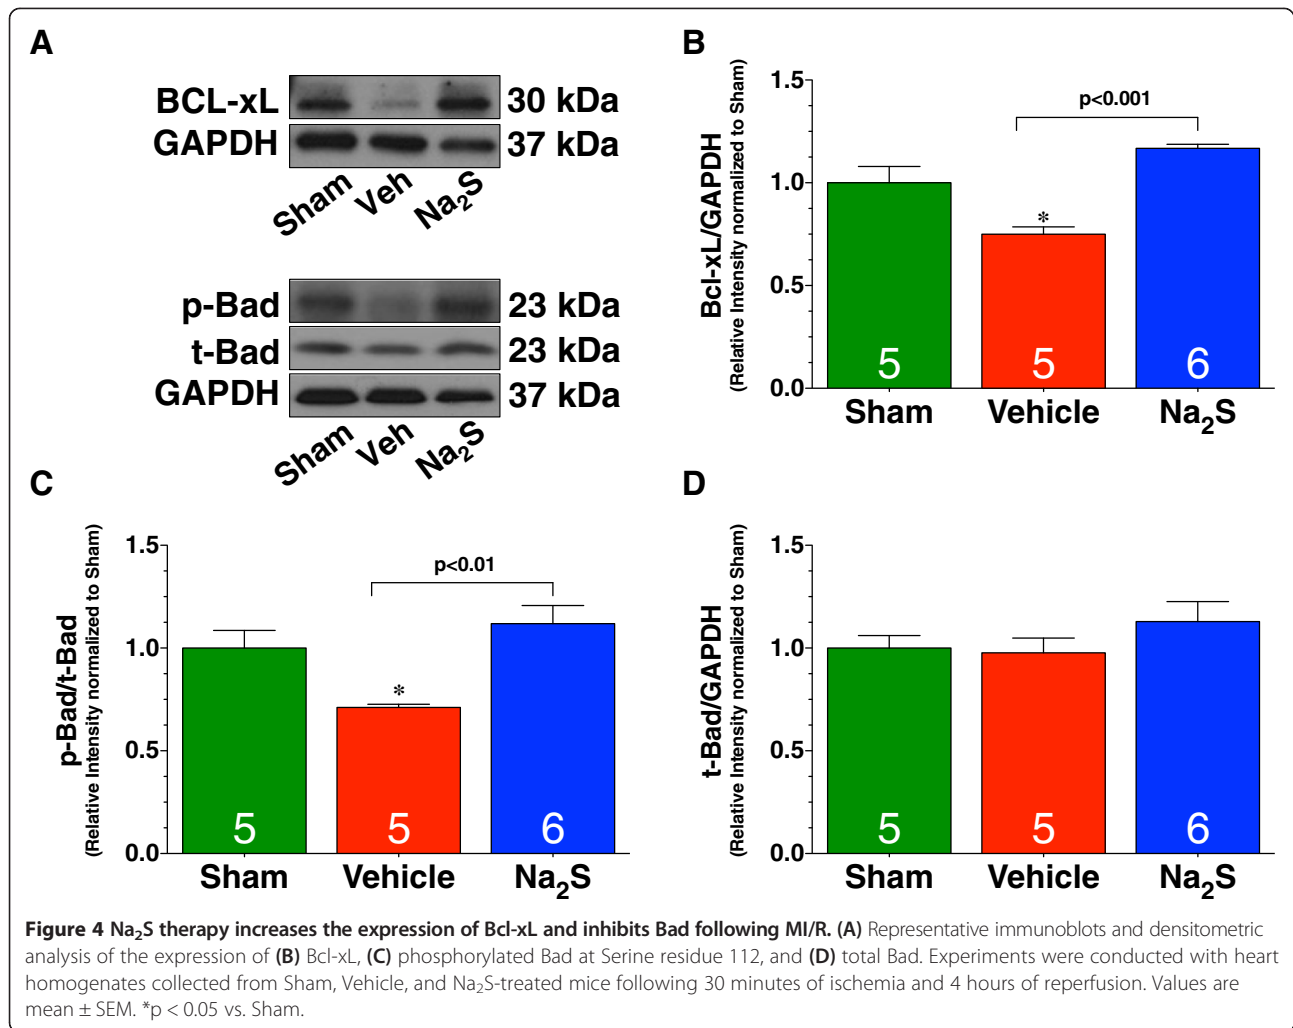 A
BCL-xL 30 kDa
GAPDH 37 kDa
Sham Veh Na₂S
p-Bad 23 kDa
t-Bad 23 kDa
GAPDH 37 kDa
Sham Veh Na₂S
B
Bcl-xL/GAPDH
(Relative Intensity normalized to Sham)
1.5
1.0
0.5
0.0
p<0.001
*
5 5 6
Sham Vehicle Na₂S
C
p-Bad/t-Bad
(Relative Intensity normalized to Sham)
1.5
1.0
0.5
0.0
p<0.01
*
5 5 6
Sham Vehicle Na₂S
D
t-Bad/GAPDH
(Relative Intensity normalized to Sham)
1.5
1.0
0.5
0.0
5 5 6
Sham Vehicle Na₂S
Figure 4 Na₂S therapy increases the expression of Bcl-xL and inhibits Bad following MI/R. (A) Representative immunoblots and densitometric
analysis of the expression of (B) Bcl-xL, (C) phosphorylated Bad at Serine residue 112, and (D) total Bad. Experiments were conducted with heart
homogenates collected from Sham, Vehicle, and Na₂S-treated mice following 30 minutes of ischemia and 4 hours of reperfusion. Values are
mean ± SEM. *p < 0.05 vs. Sham.